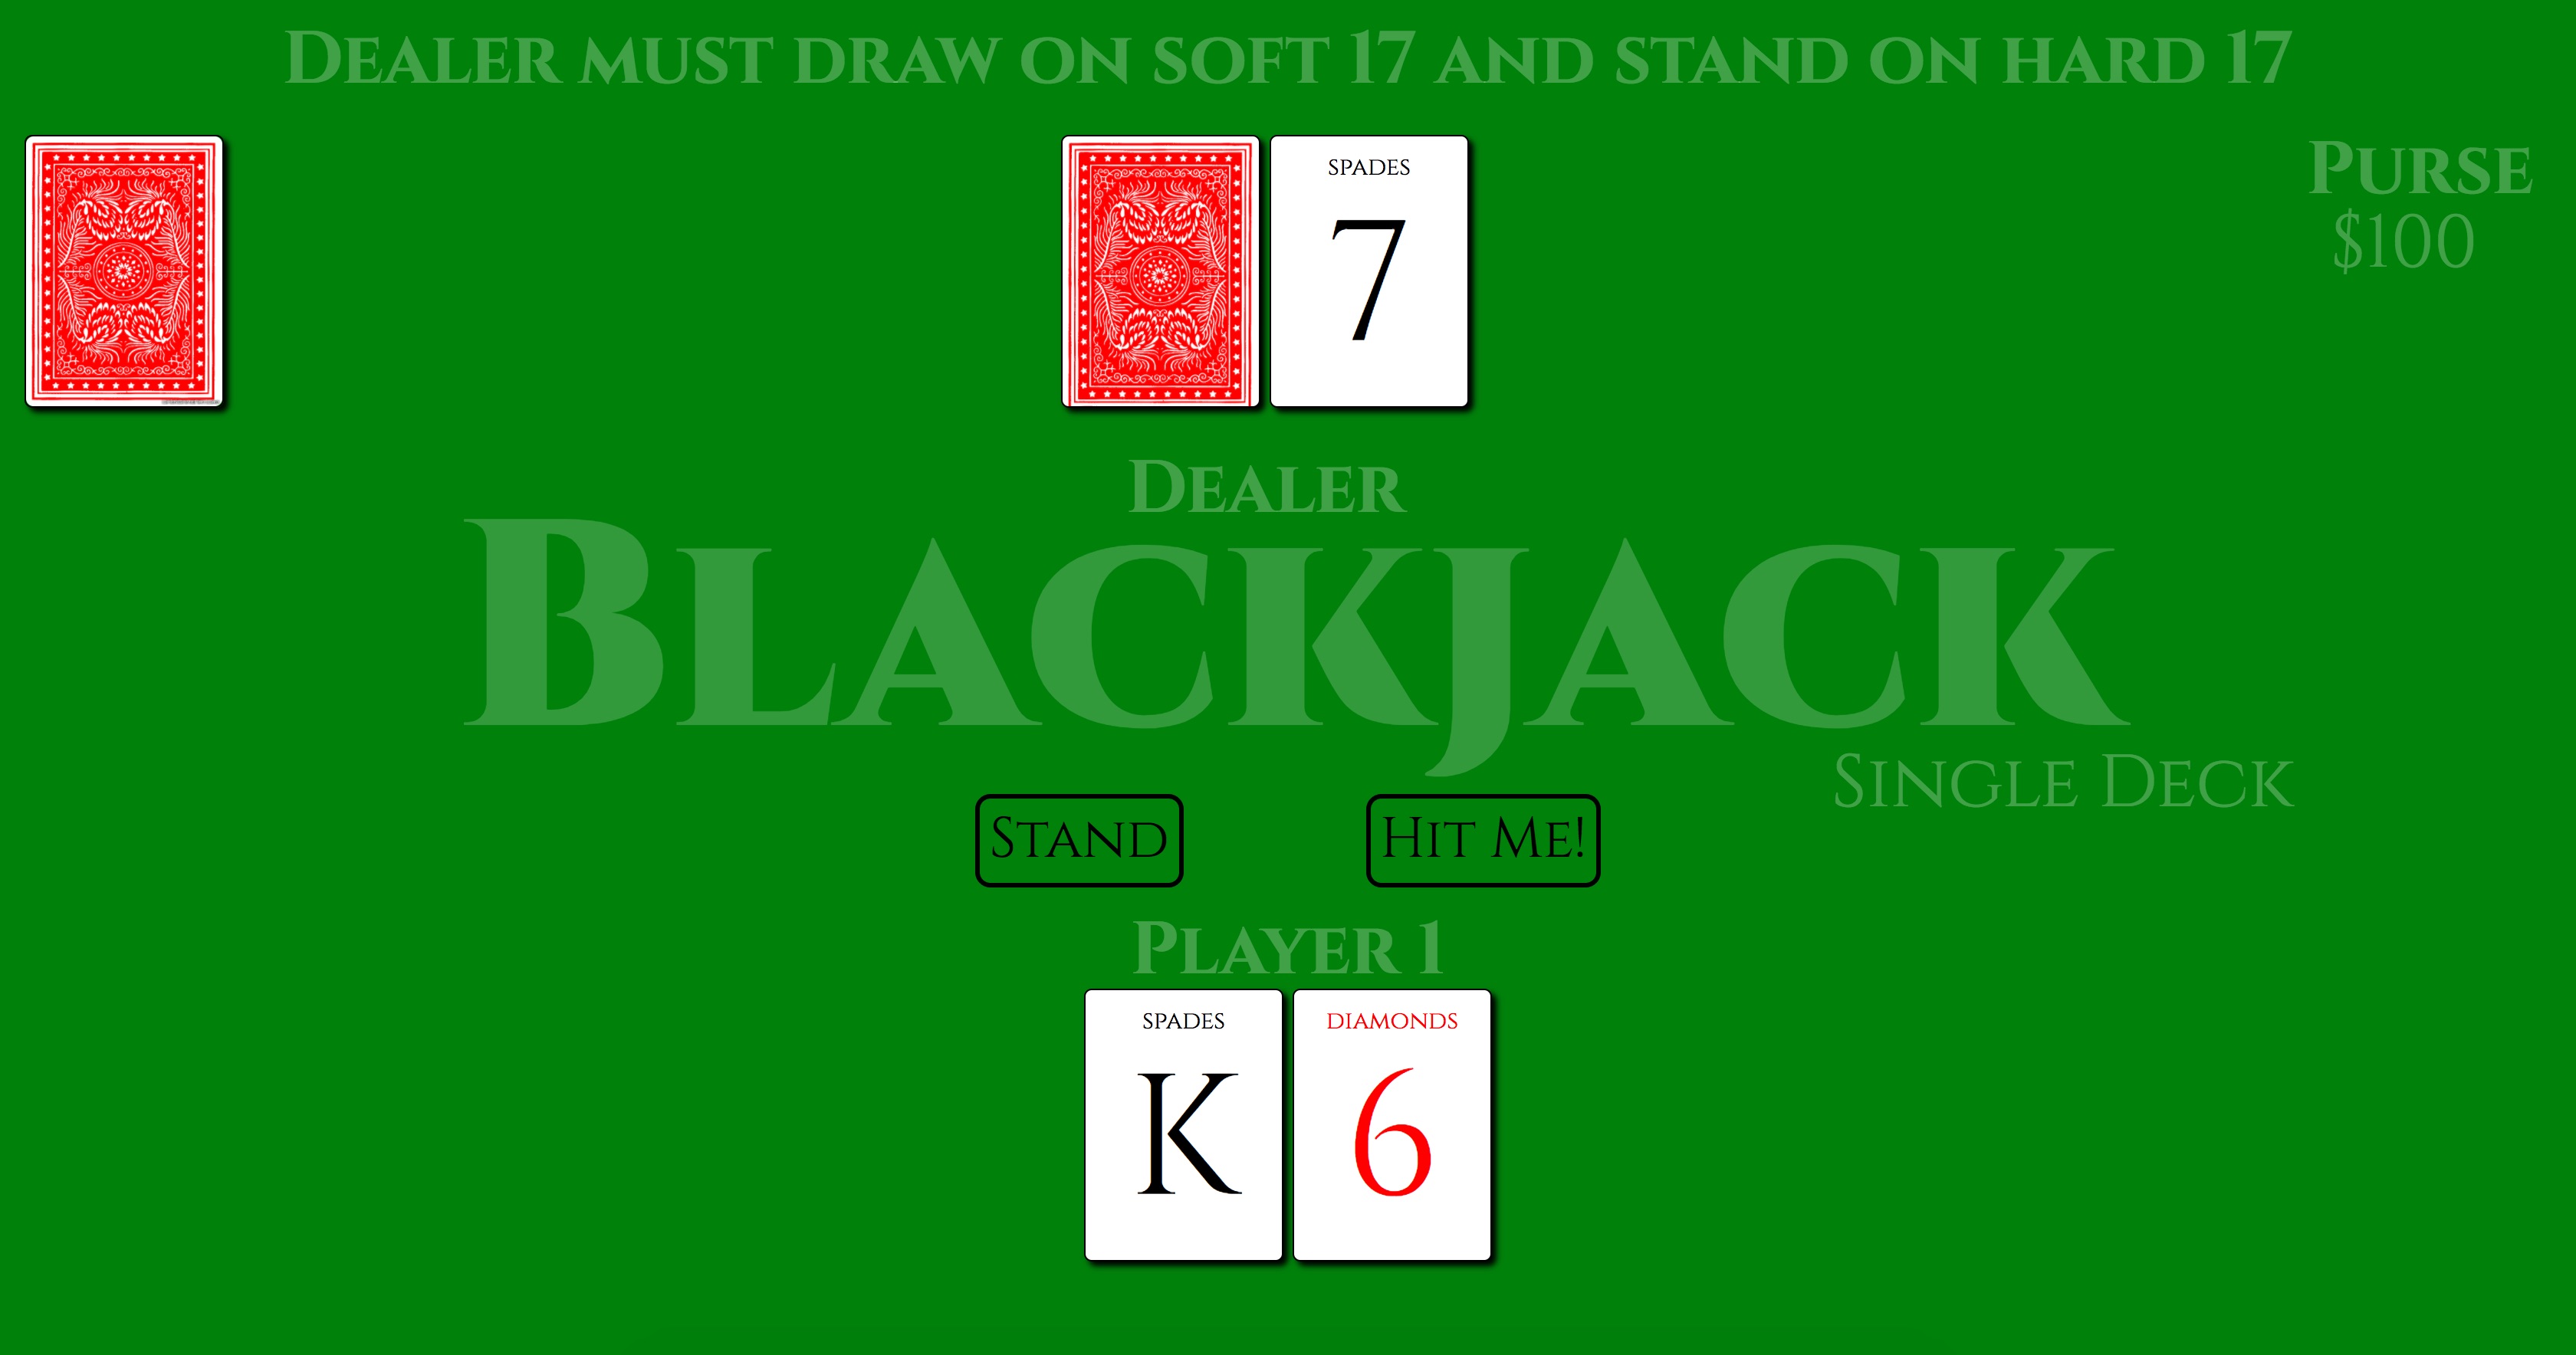 Dealer must draw on soft 17 and stand on hard 17
Purse
$100
SPADES
7
Dealer
Blackjack
Single Deck
Stand
Hit Me!
Player 1
SPADES
K
DIAMONDS
6